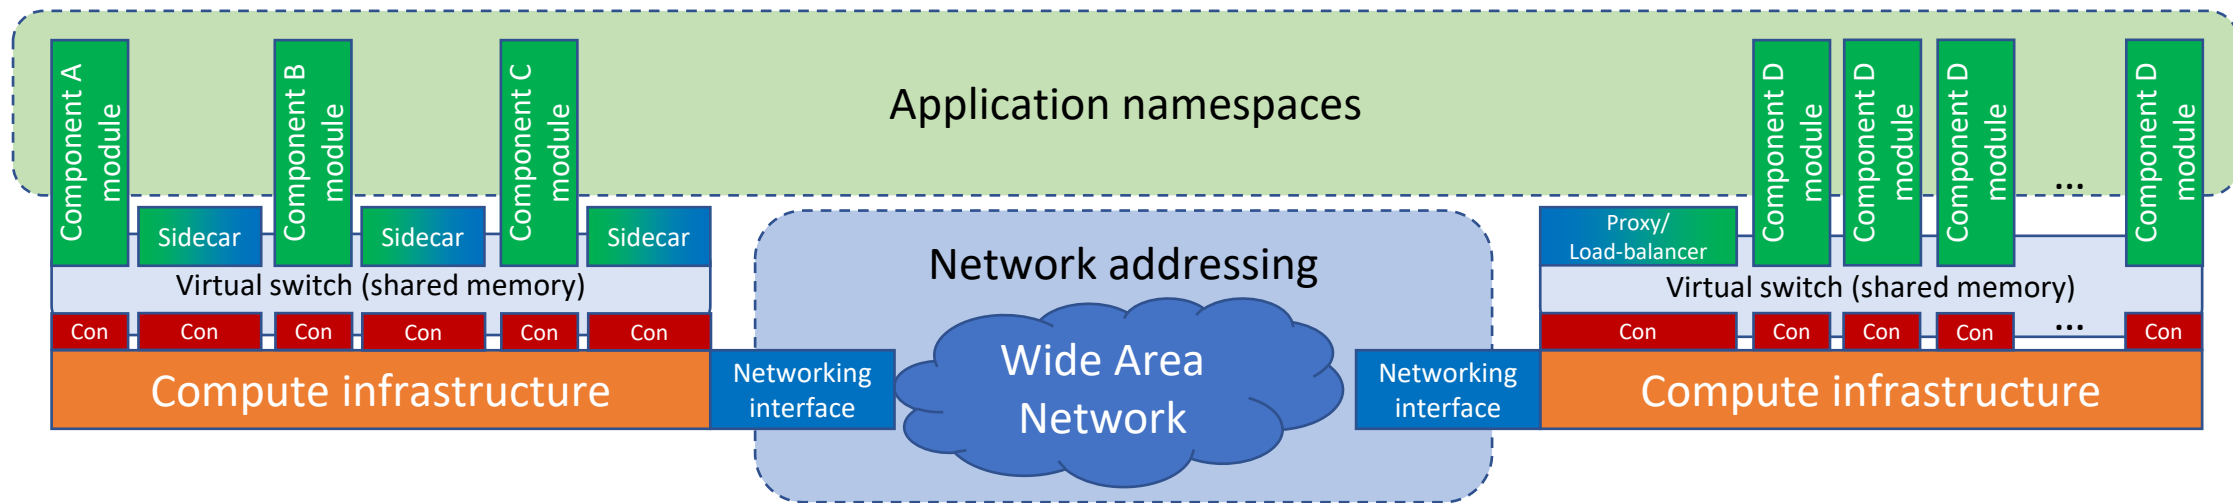 Application namespaces
Component A
module
Component B
module
Component C
module
Component D
module
Component D
module
Component D
module
...
Component D
module
Sidecar
Sidecar
Sidecar
Proxy/
Load-balancer
Virtual switch (shared memory)
Virtual switch (shared memory)
Network addressing
Con
Con
Con
Con
Con
Con
Con
Con
Con
Con
...
Con
Compute infrastructure
Networking
interface
Wide Area
Network
Networking
interface
Compute infrastructure